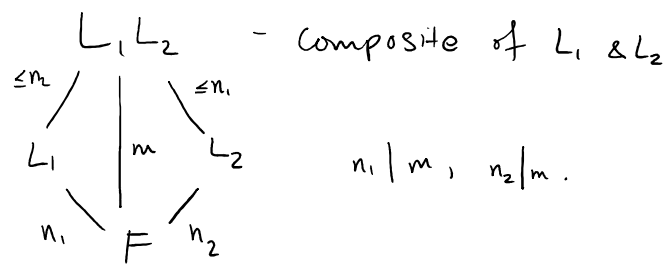 L₁L₂ – composite of L₁ & L₂
≤n₂ ≤n₁
L₁ m L₂ n₁|m, n₂|m.
n₁ F n₂